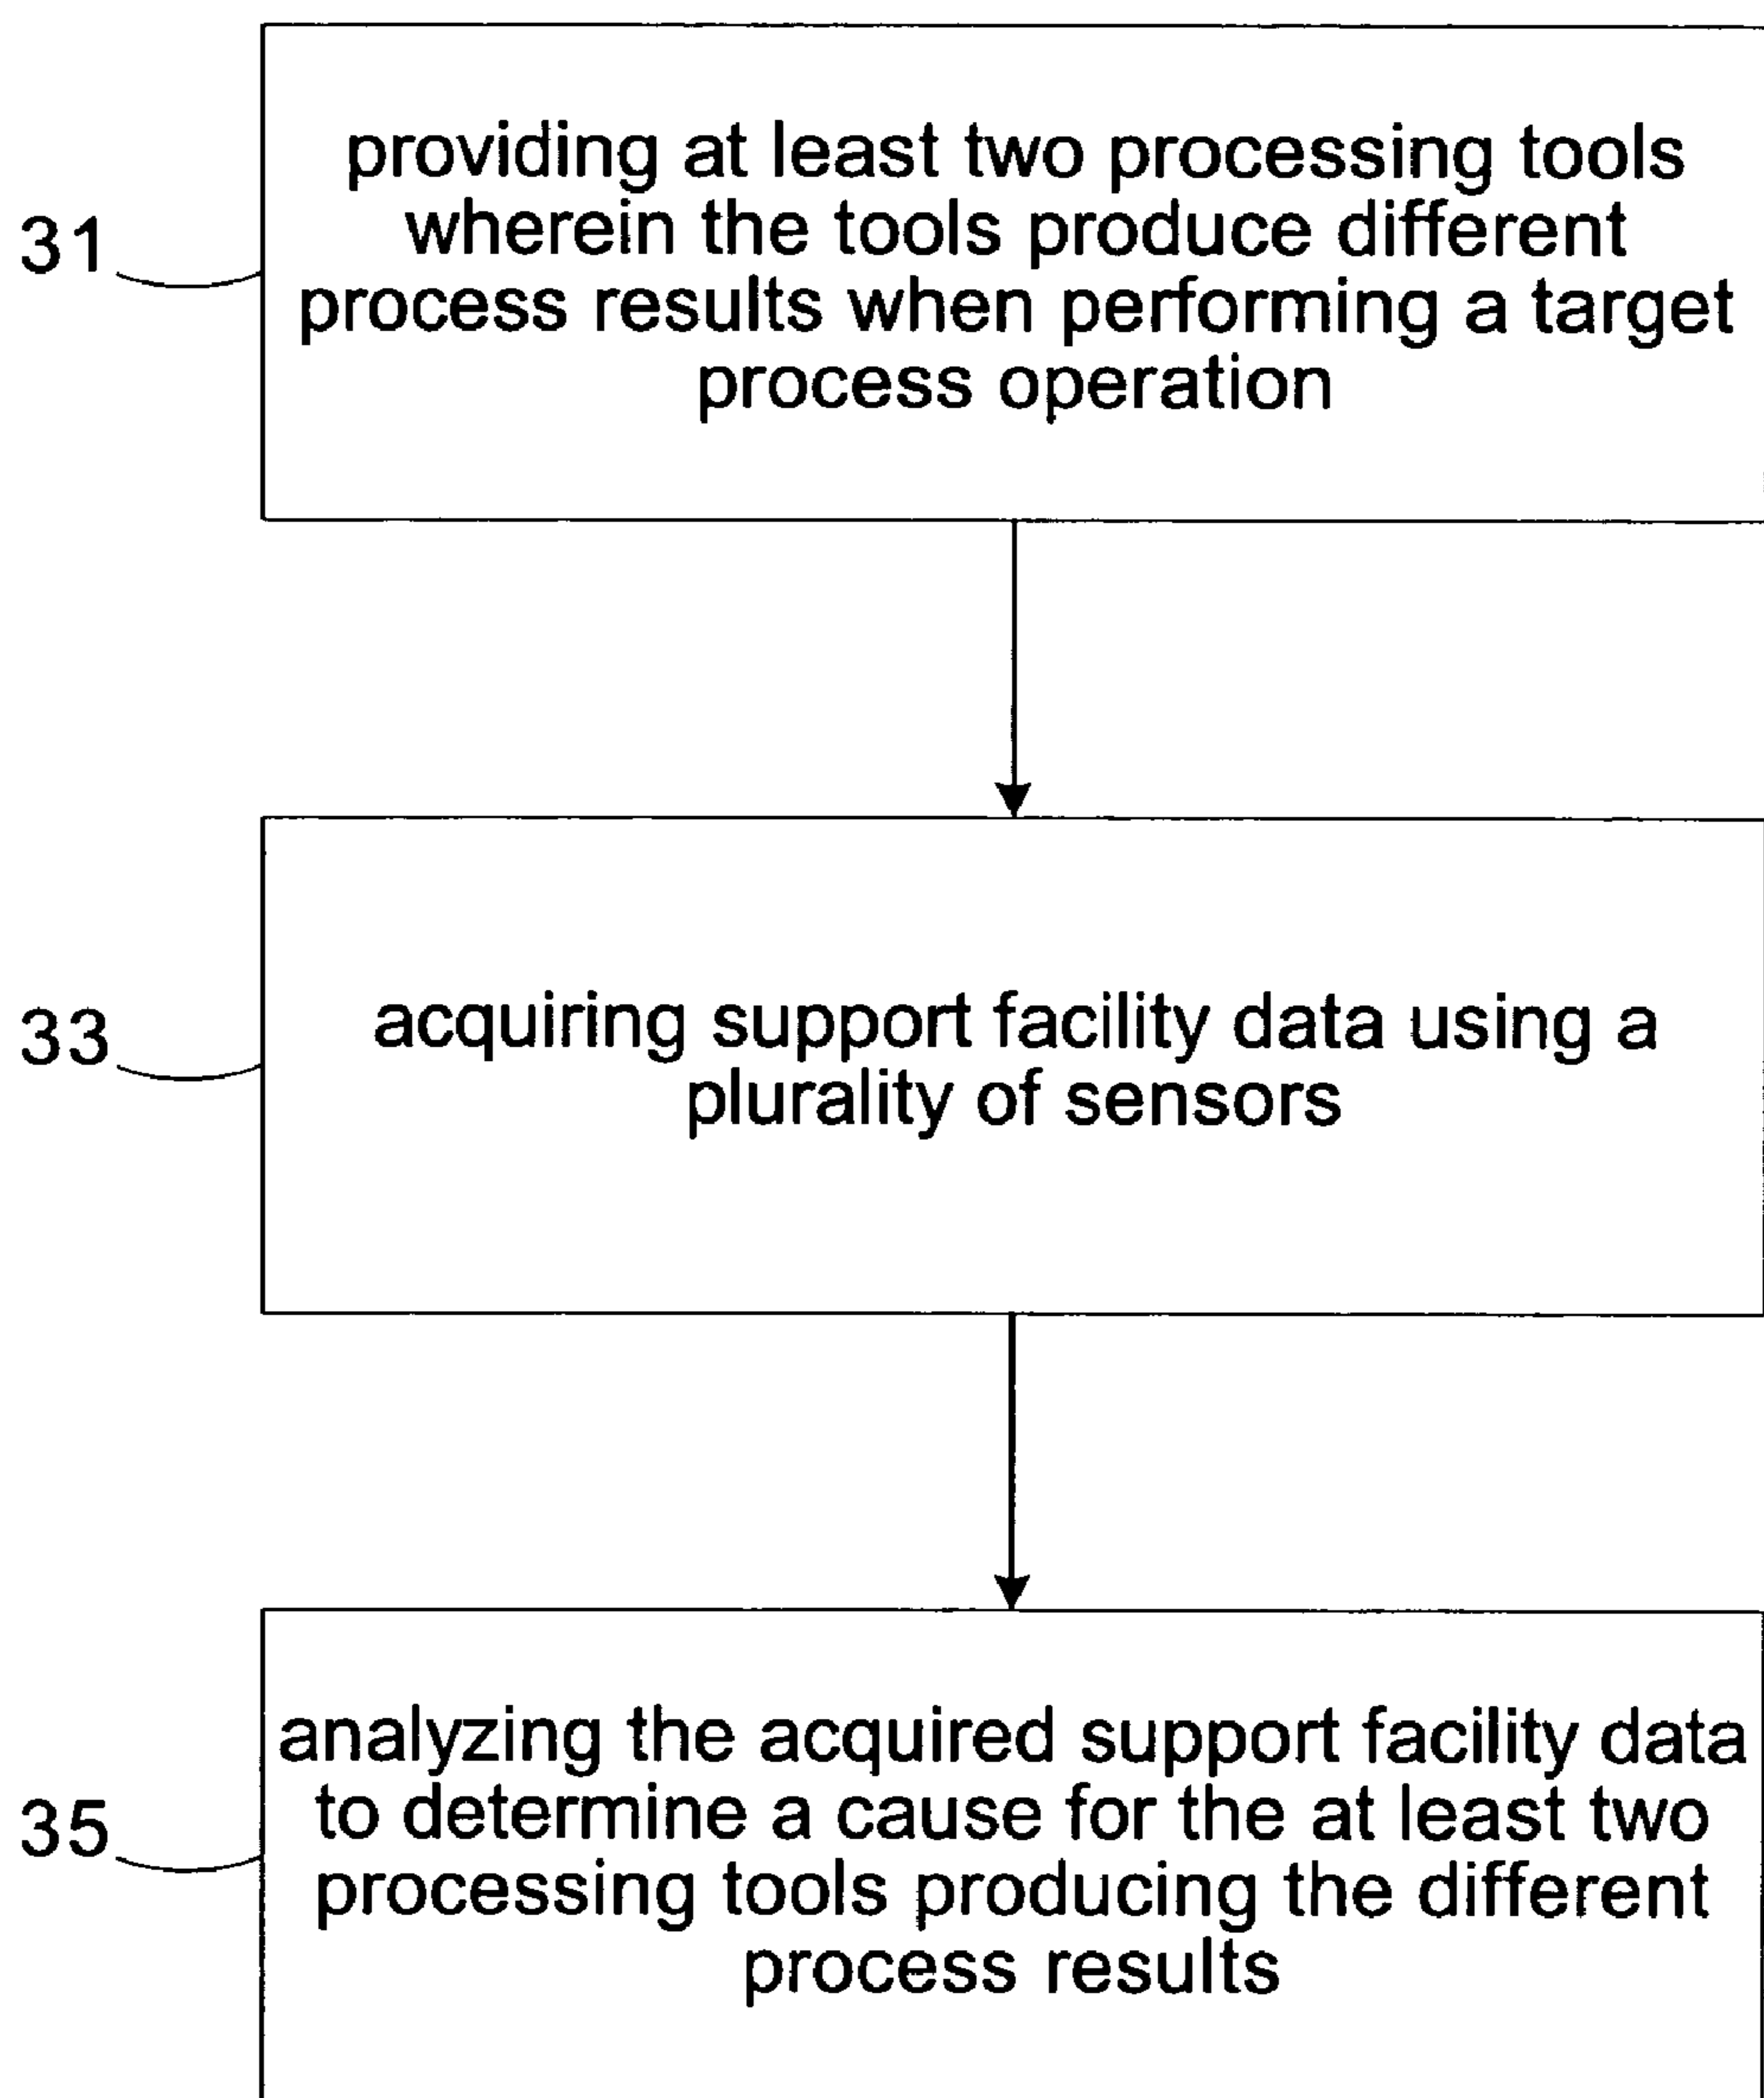 providing at least two processing tools
wherein the tools produce different
31
process results when performing a target
process operation
acquiring support facility data using a
33
plurality of sensors
analyzing the acquired support facility data
to determine a cause for the at least two
35
processing tools producing the different
process results